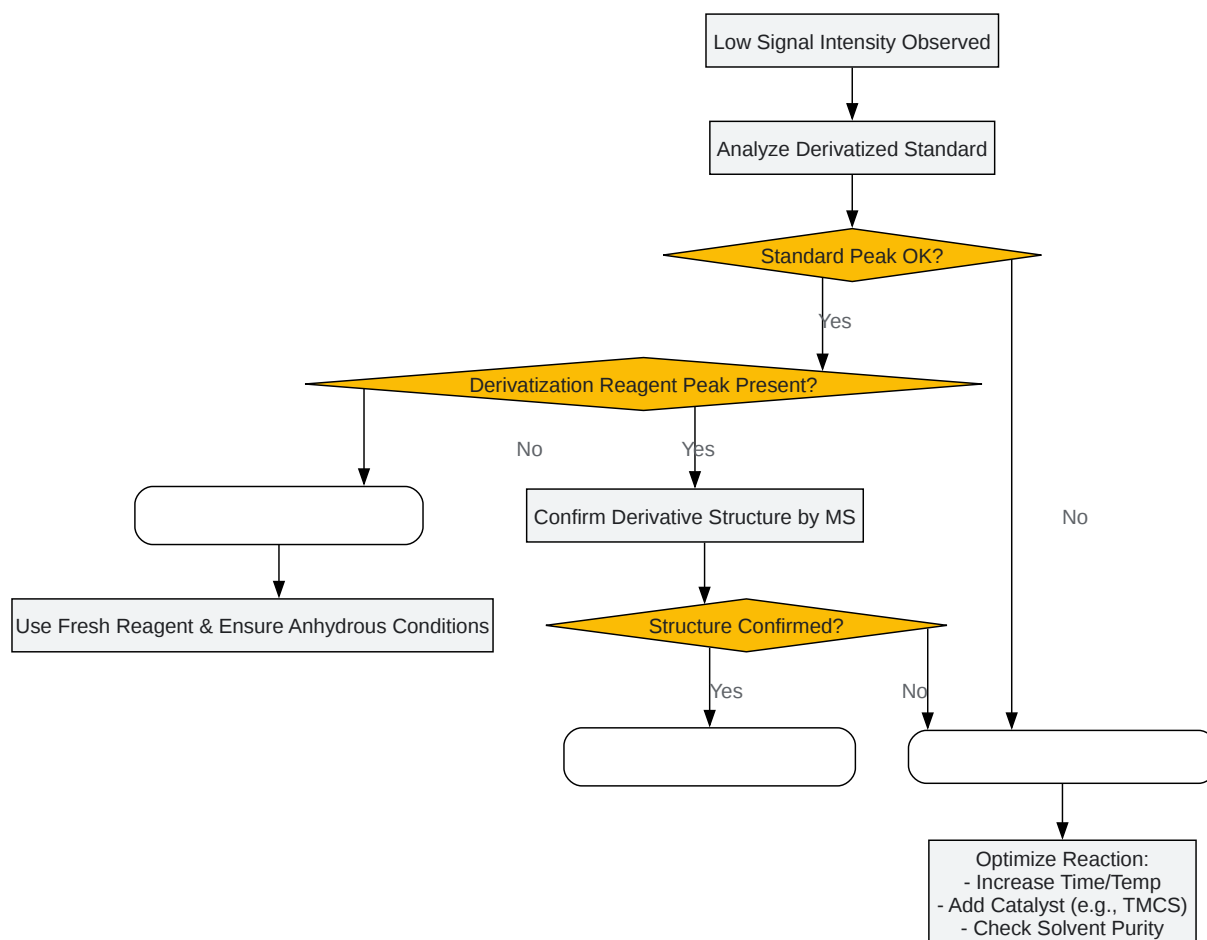 Low Signal Intensity Observed
Analyze Derivatized Standard
Standard Peak OK?
Yes
Derivatization Reagent Peak Present?
No
Yes
Confirm Derivative Structure by MS
No
Use Fresh Reagent & Ensure Anhydrous Conditions
Structure Confirmed?
Yes
No
Optimize Reaction:
- Increase Time/Temp
- Add Catalyst (e.g., TMCS)
- Check Solvent Purity